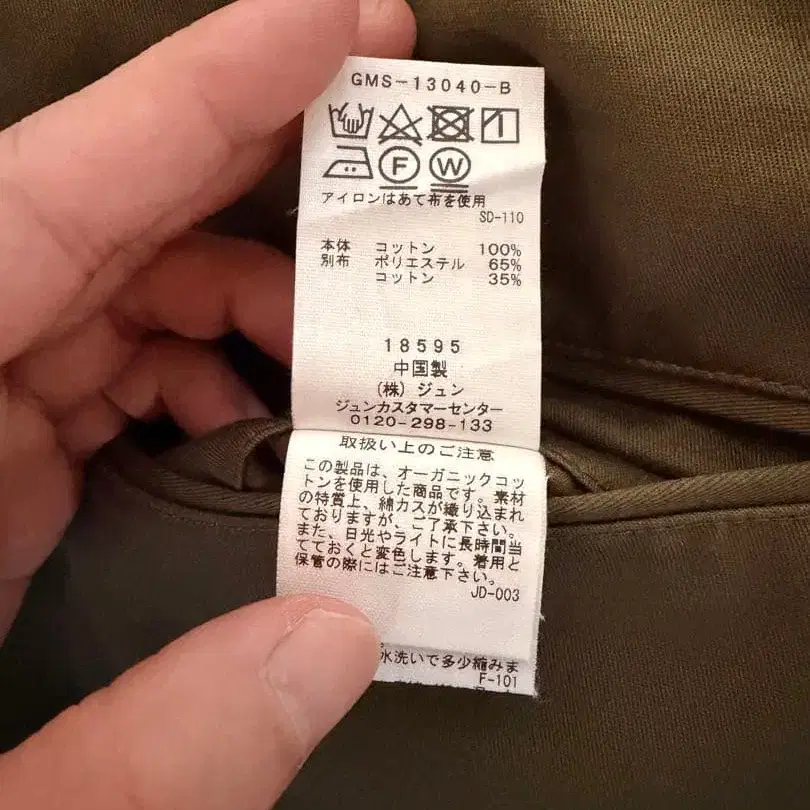 GMS-13040-B
F W
アイロンはあて布を使用
SD-110
本体 コットン 100%
別布 ポリエステル 65%
コットン 35%
18595
中国製
(株) ジュン
ジュンカスタマーセンター
0120-298-133
取扱い上のご注意
この製品は、オーガニックコッ
トンを使用した商品です。素材
の特質上、綿カスが織り込まれ
ておりますが、ご了承下さい。
また、日光やライトに長時間当
てておくと変色します。着用と
保管の際にはご注意下さい。
JD-003
水洗いで多少縮みま
F-101